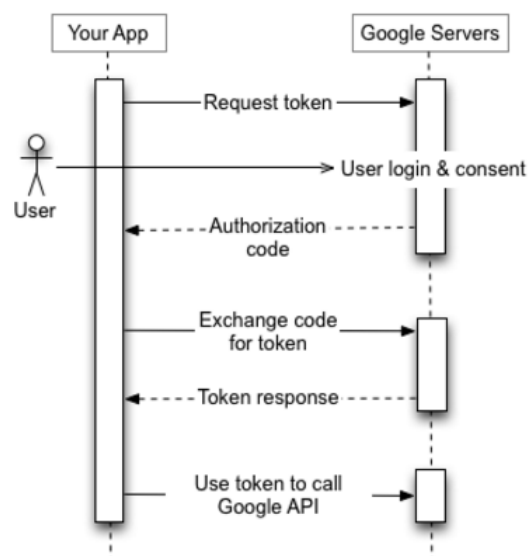 Your App
Google Servers
Request token
User login & consent
User
Authorization
code
Exchange code
for token
Token response
Use token to call
Google API